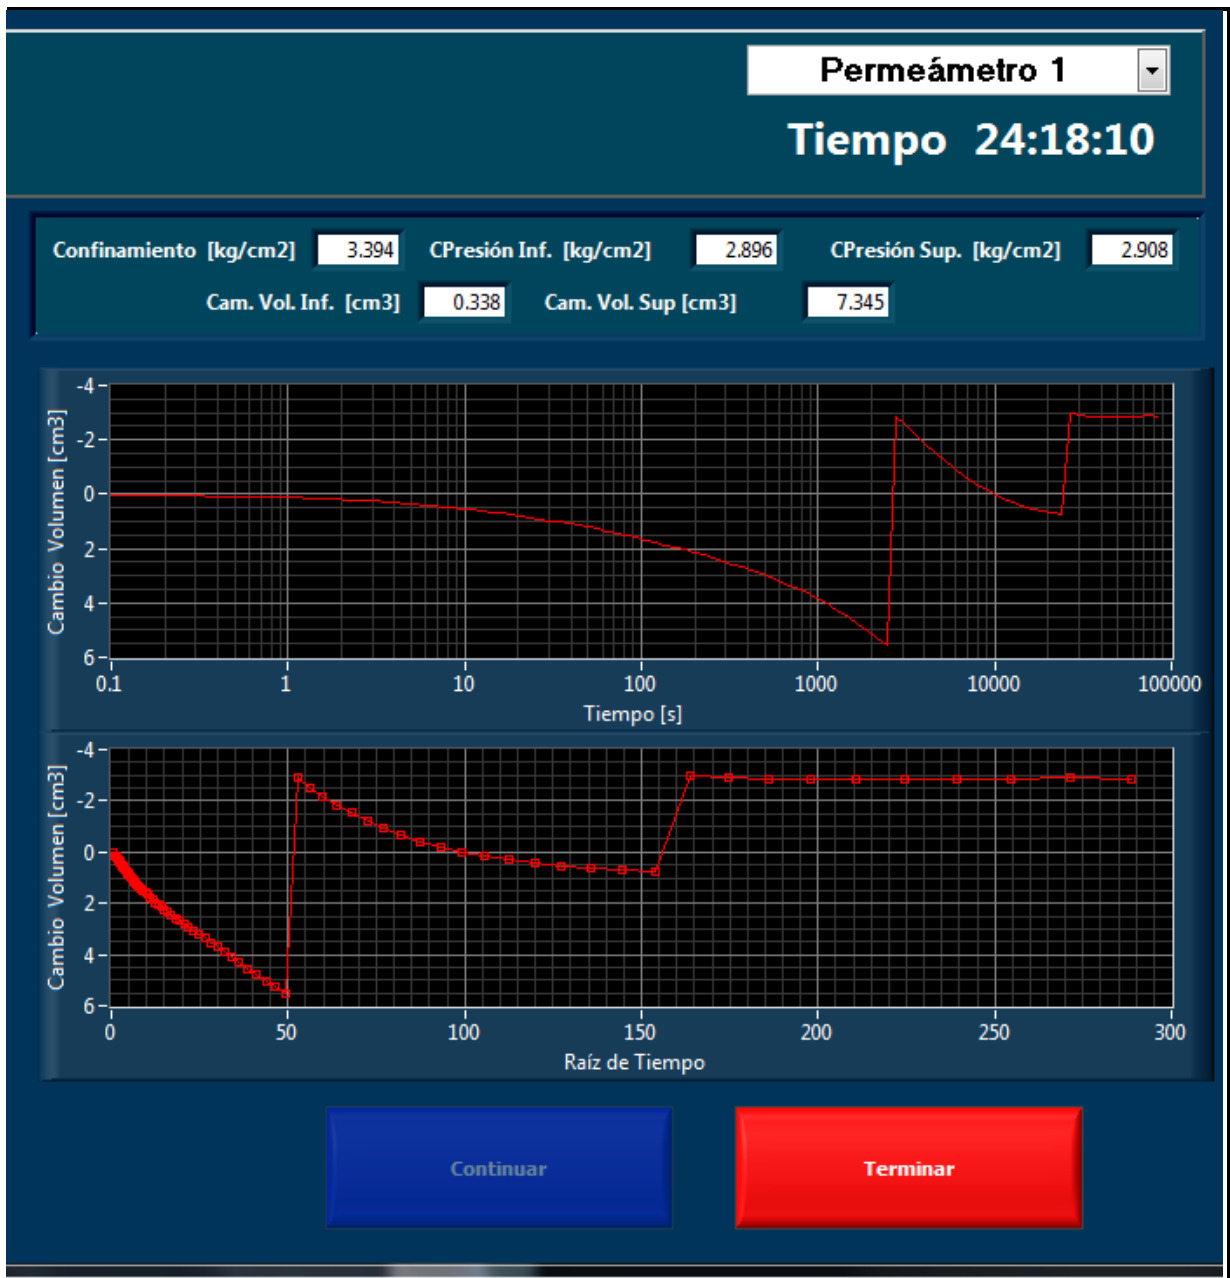 Permeámetro 1
Tiempo 24:18:10
Confinamiento [kg/cm2] 3.394 CPresión Inf. [kg/cm2] 2.896 CPresión Sup. [kg/cm2] 2.908
Cam. Vol. Inf. [cm3] 0.338 Cam. Vol. Sup [cm3] 7.345
Cambio Volumen [cm3]
-4
-2
0
2
4
6
0.1 1 10 100 1000 10000 100000
Tiempo [s]
Cambio Volumen [cm3]
-4
-2
0
2
4
6
0 50 100 150 200 250 300
Raíz de Tiempo
Continuar Terminar